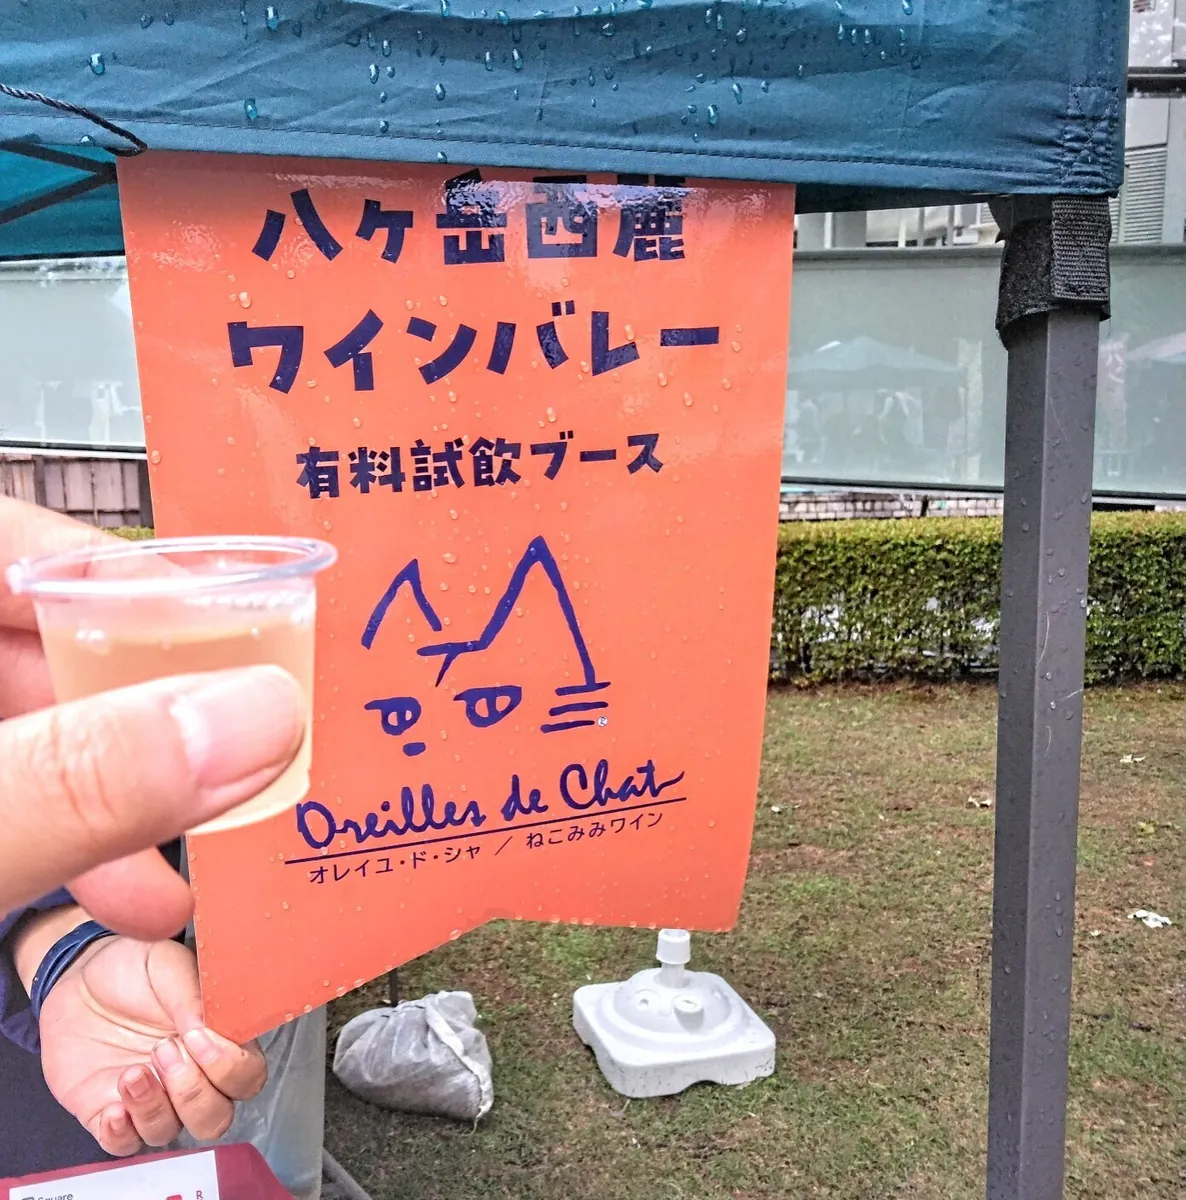 八ヶ岳西麓
ワインバレー
有料試飲ブース
Oreilles de Chat
オレイユ・ド・シャ / ねこみみワイン
Square
R